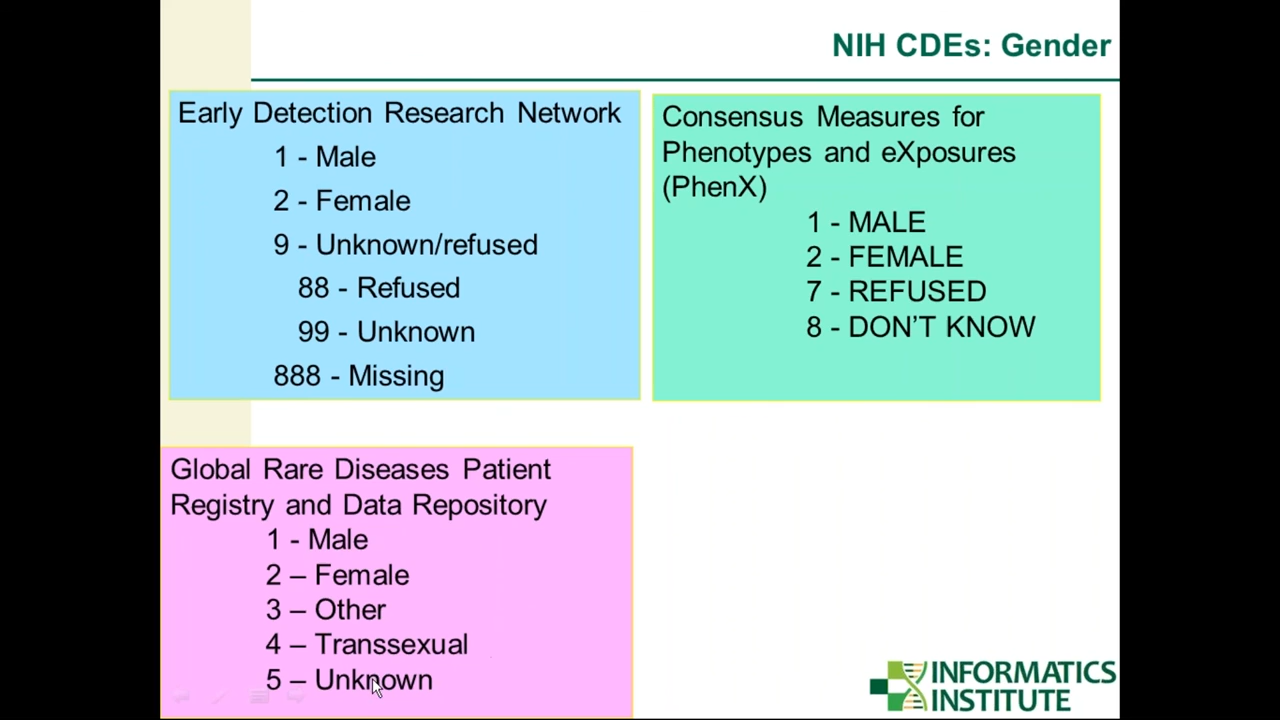 NIH CDEs: Gender
Early Detection Research Network
1 - Male
2 - Female
9 - Unknown/refused
88 - Refused
99 - Unknown
888 - Missing
Consensus Measures for
Phenotypes and eXposures
(PhenX)
1 - MALE
2 - FEMALE
7 - REFUSED
8 - DON’T KNOW
Global Rare Diseases Patient
Registry and Data Repository
1 - Male
2 – Female
3 – Other
4 – Transsexual
5 – Unknown
INFORMATICS
INSTITUTE